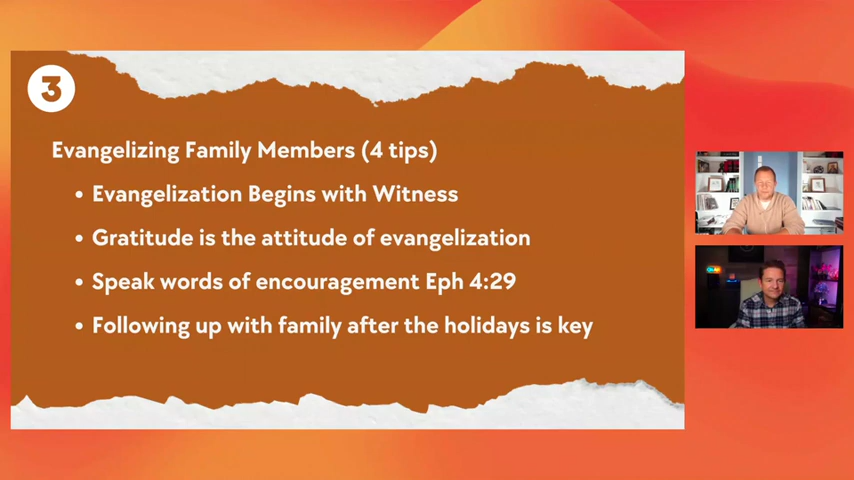 3
Evangelizing Family Members (4 tips)
• Evangelization Begins with Witness
• Gratitude is the attitude of evangelization
• Speak words of encouragement Eph 4:29
• Following up with family after the holidays is key